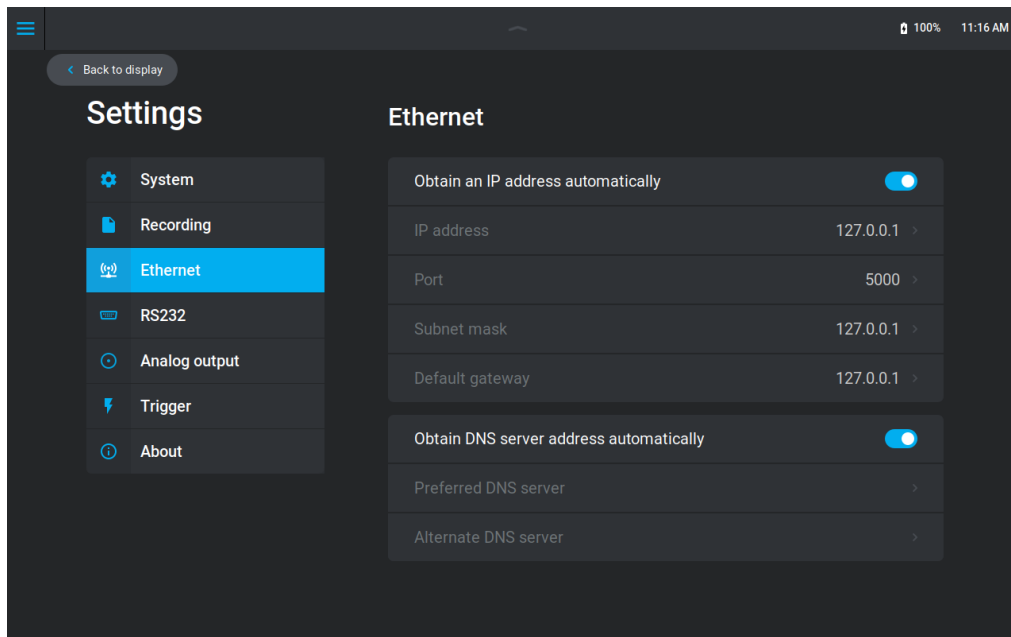 100% 11:16 AM
Back to display
Settings
System
Recording
Ethernet
RS232
Analog output
Trigger
About
Ethernet
Obtain an IP address automatically
IP address 127.0.0.1
Port 5000
Subnet mask 127.0.0.1
Default gateway 127.0.0.1
Obtain DNS server address automatically
Preferred DNS server
Alternate DNS server